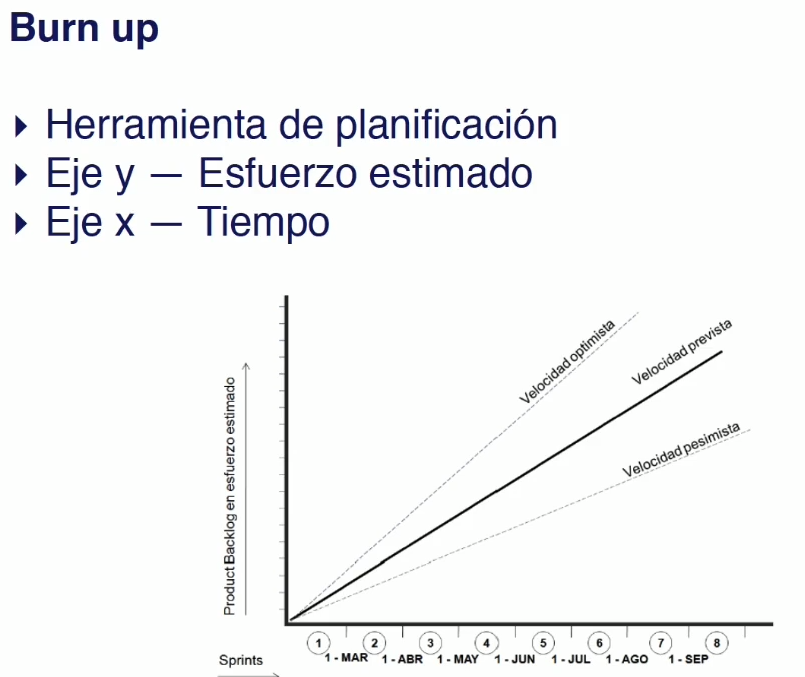 Burn up
Herramienta de planificación
Eje y — Esfuerzo estimado
Eje x — Tiempo
Velocidad optimista
Velocidad prevista
Velocidad pesimista
Product Backlog en esfuerzo estimado
1 2 3 4 5 6 7 8
1 - MAR 1 - ABR 1 - MAY 1 - JUN 1 - JUL 1 - AGO 1 - SEP
Sprints